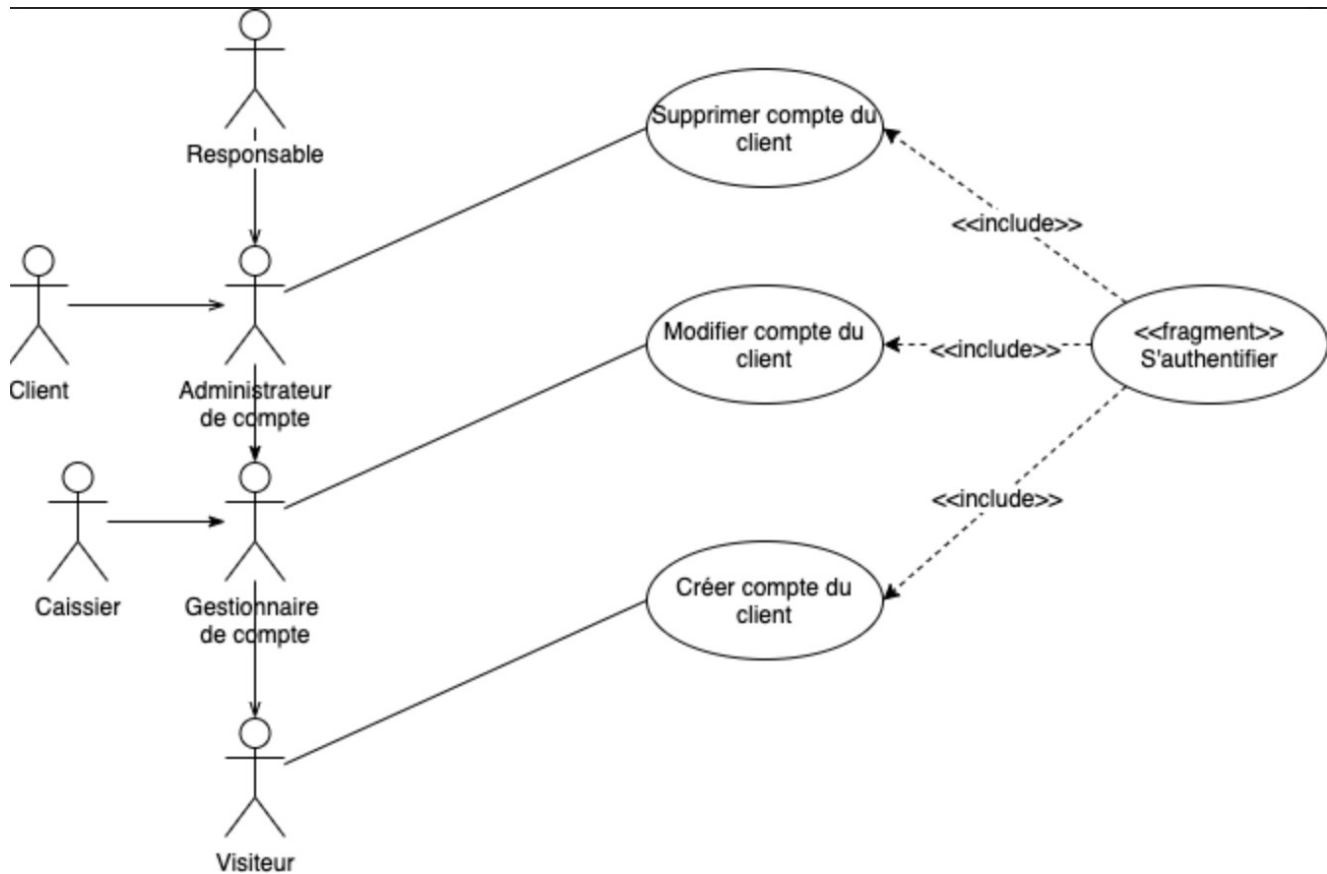 Responsable
Supprimer compte du
client
<<include>>
Client
Administrateur
de compte
Modifier compte du
client
<<include>>
<<fragment>>
S'authentifier
Caissier
Gestionnaire
de compte
<<include>>
Créer compte du
client
Visiteur